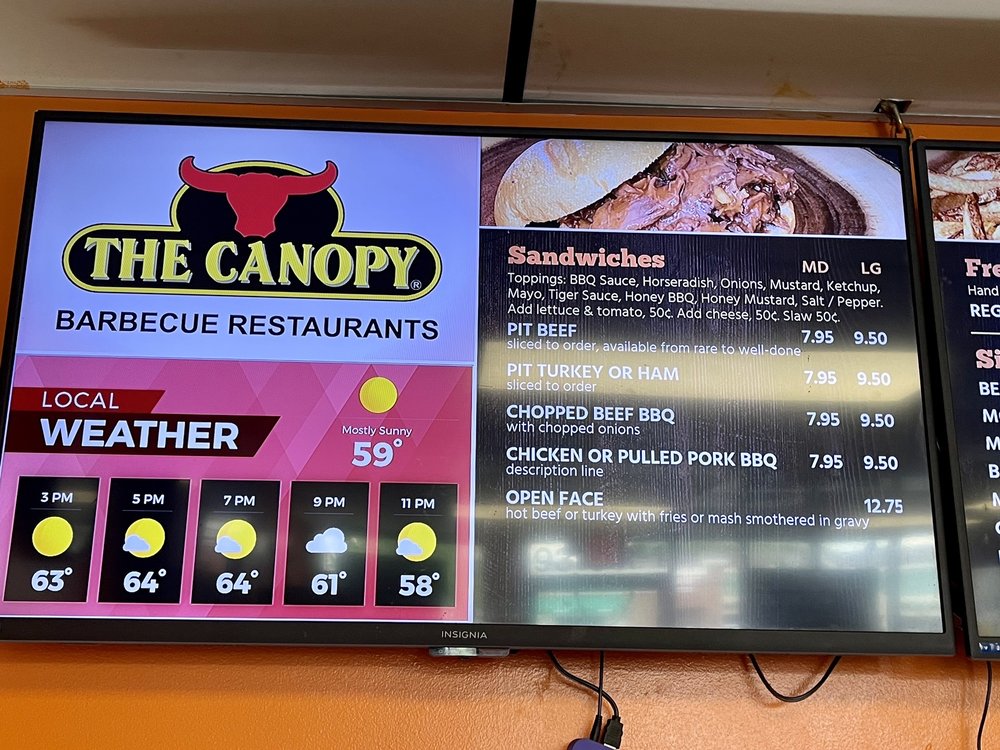 THE CANOPY®
BARBECUE RESTAURANTS
LOCAL
WEATHER
Mostly Sunny
59°
3 PM
63°
5 PM
64°
7 PM
64°
9 PM
61°
11 PM
58°
Sandwiches MD LG
Toppings: BBQ Sauce, Horseradish, Onions, Mustard, Ketchup,
Mayo, Tiger Sauce, Honey BBQ, Honey Mustard, Salt / Pepper.
Add lettuce & tomato, 50¢. Add cheese, 50¢. Slaw 50¢.
PIT BEEF 7.95 9.50
sliced to order, available from rare to well-done
PIT TURKEY OR HAM 7.95 9.50
sliced to order
CHOPPED BEEF BBQ 7.95 9.50
with chopped onions
CHICKEN OR PULLED PORK BBQ 7.95 9.50
description line
OPEN FACE 12.75
hot beef or turkey with fries or mash smothered in gravy
INSIGNIA
Fre
Hand
REG
Si
BE